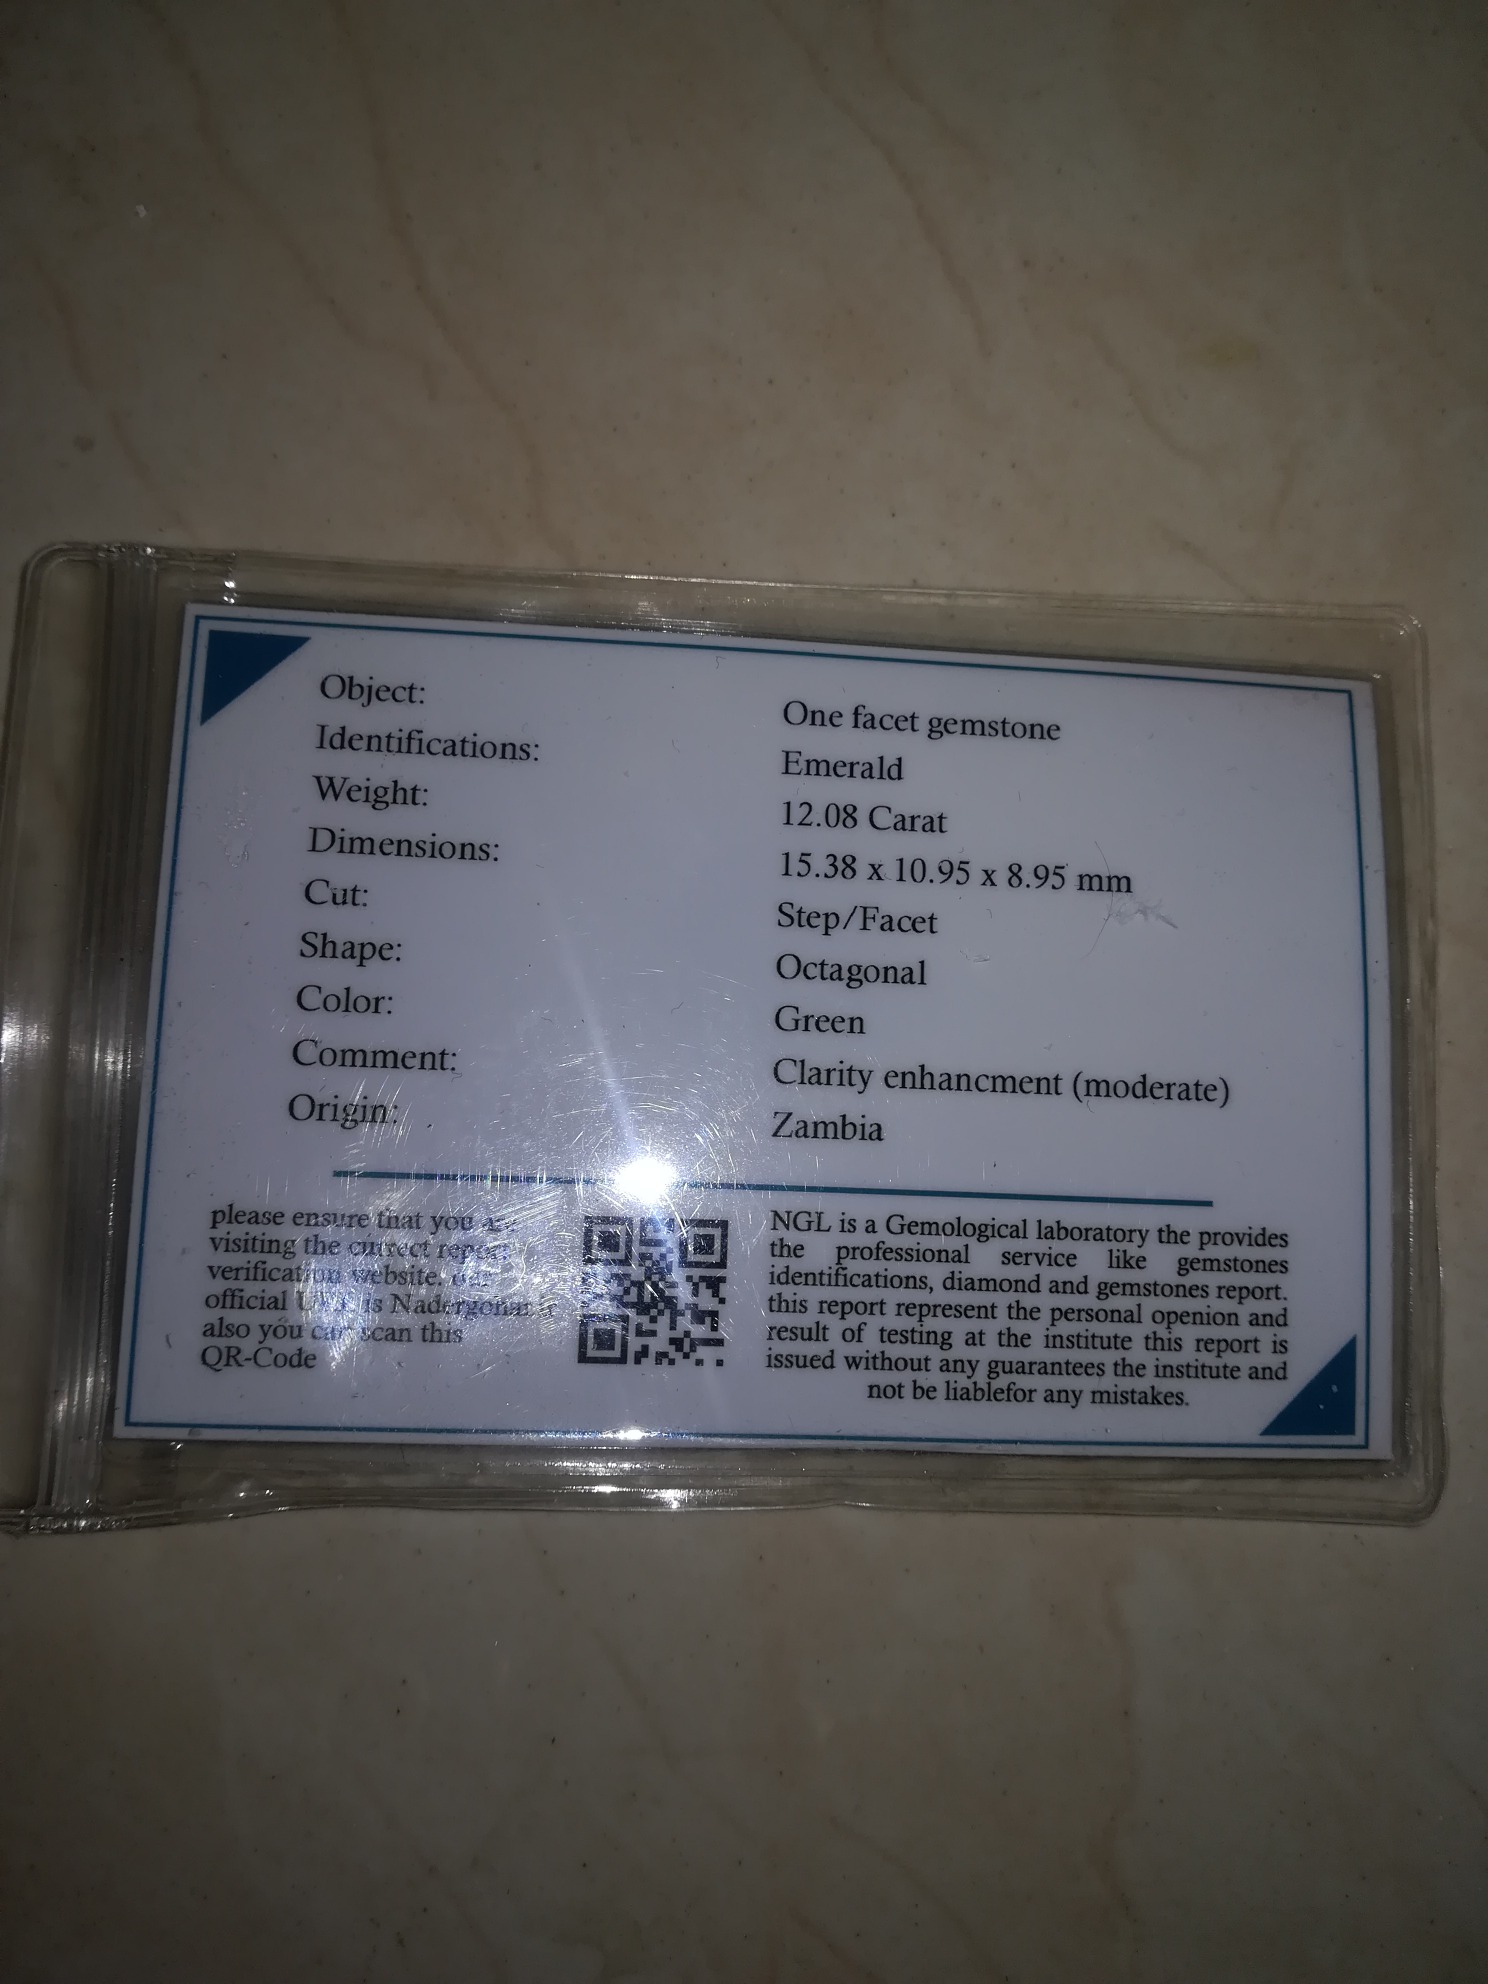 Object: One facet gemstone
Identifications: Emerald
Weight: 12.08 Carat
Dimensions: 15.38 x 10.95 x 8.95 mm
Cut: Step/Facet
Shape: Octagonal
Color: Green
Comment: Clarity enhancment (moderate)
Origin: Zambia
please ensure that you
visiting the
verification website.
official is
also you can scan this
QR-Code
NGL is a Gemological laboratory the provides
the professional service like gemstones
identifications, diamond and gemstones report.
this report represent the personal openion and
result of testing at the institute this report is
issued without any guarantees the institute and
not be liablefor any mistakes.